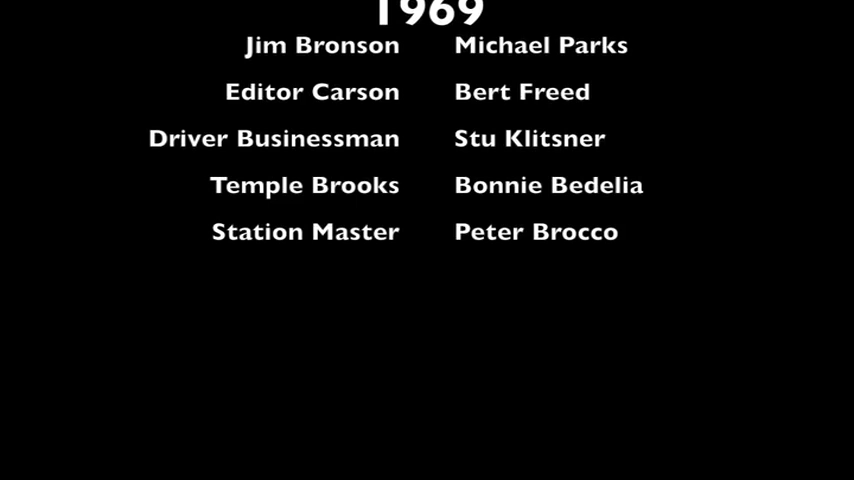 1969
Jim Bronson Michael Parks
Editor Carson Bert Freed
Driver Businessman Stu Klitsner
Temple Brooks Bonnie Bedelia
Station Master Peter Brocco